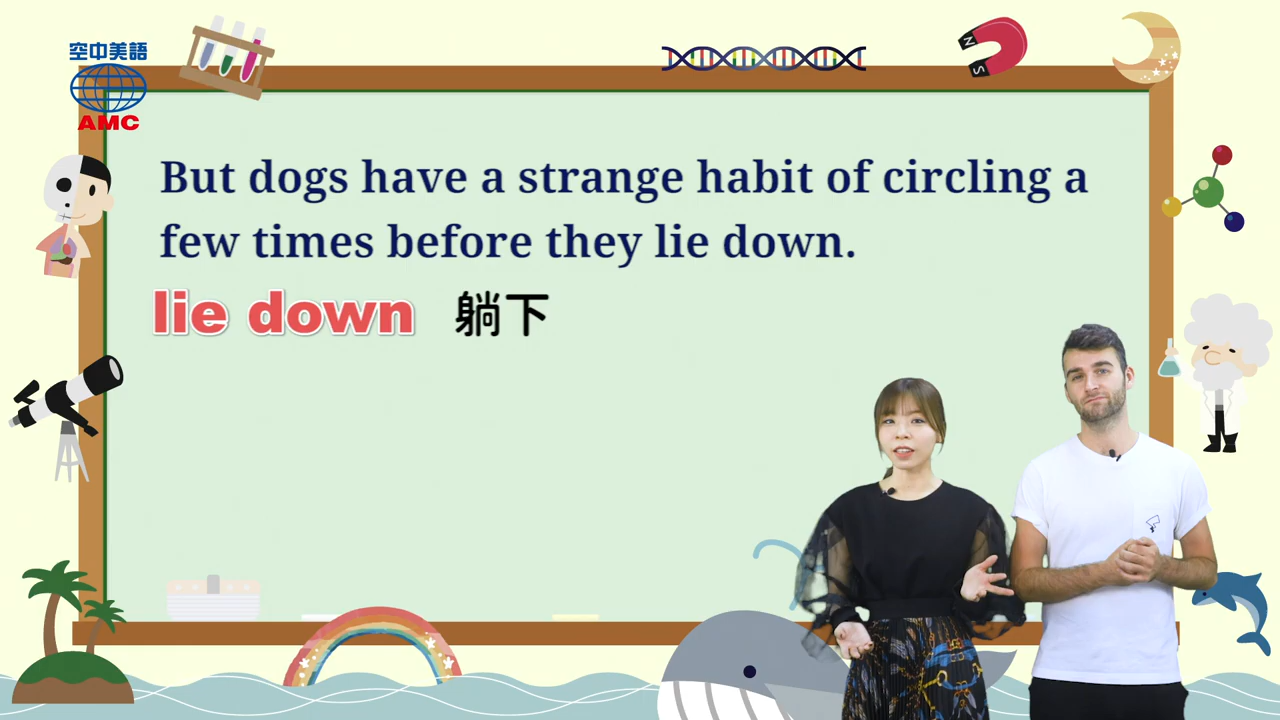 空中美語
AMC
N
S
But dogs have a strange habit of circling a
few times before they lie down.
lie down 躺下